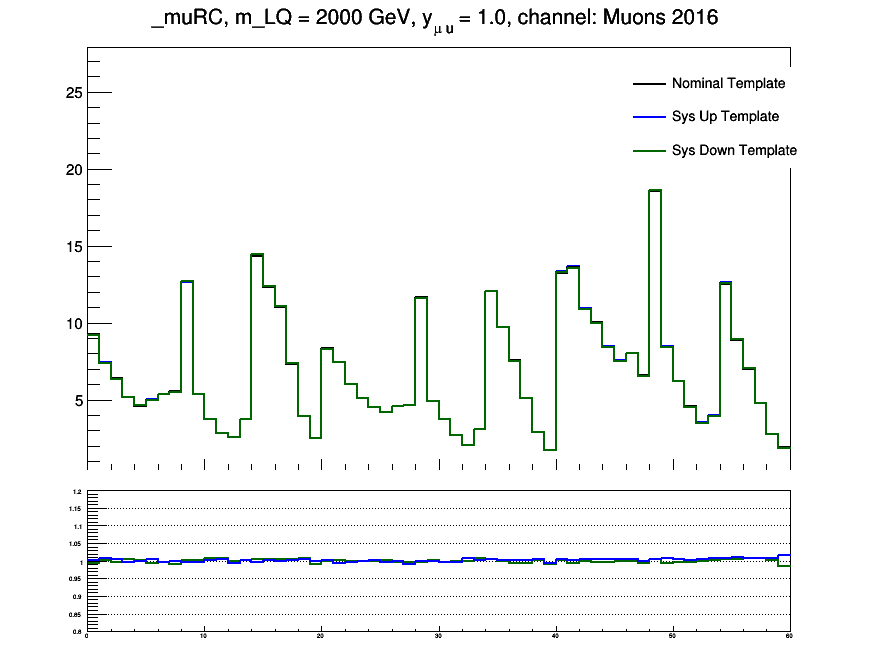 _muRC, m_LQ = 2000 GeV, y_μ u = 1.0, channel: Muons 2016
25
20
15
10
5
Nominal Template
Sys Up Template
Sys Down Template
1.2
1.15
1.1
1.05
1
0.95
0.9
0.85
0.8
0 10 20 30 40 50 60